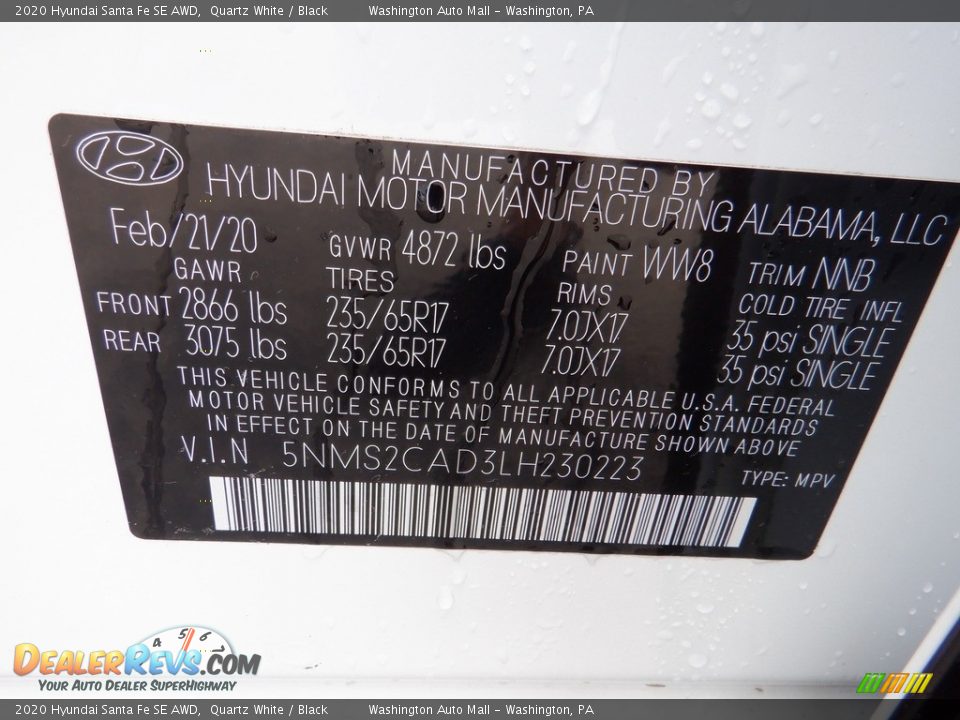 2020 Hyundai Santa Fe SE AWD, Quartz White / Black Washington Auto Mall - Washington, PA
MANUFACTURED BY
HYUNDAI MOTOR MANUFACTURING ALABAMA, LLC
Feb/21/20 GVWR 4872 lbs PAINT WW8 TRIM NNB
GAWR TIRES RIMS COLD TIRE INFL
FRONT 2866 lbs 235/65R17 7.0JX17 35 psi SINGLE
REAR 3075 lbs 235/65R17 7.0JX17 35 psi SINGLE
THIS VEHICLE CONFORMS TO ALL APPLICABLE U.S.A. FEDERAL
MOTOR VEHICLE SAFETY AND THEFT PREVENTION STANDARDS
IN EFFECT ON THE DATE OF MANUFACTURE SHOWN ABOVE
V.I.N 5NMS2CAD3LH230223 TYPE: MPV
4 5 6
DEALERREVS.COM
YOUR AUTO DEALER SUPERHIGHWAY
2020 Hyundai Santa Fe SE AWD, Quartz White / Black Washington Auto Mall - Washington, PA